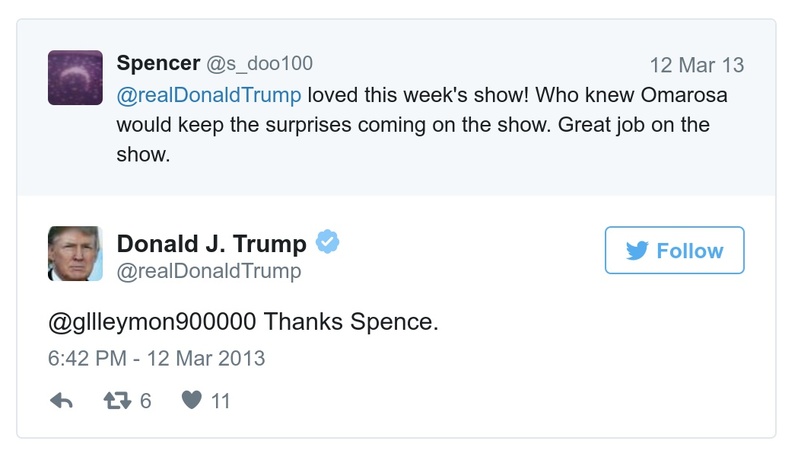 Spencer @s_doo100 12 Mar 13
@realDonaldTrump loved this week's show! Who knew Omarosa
would keep the surprises coming on the show. Great job on the
show.
Donald J. Trump
@realDonaldTrump
Follow
@gllleymon900000 Thanks Spence.
6:42 PM - 12 Mar 2013
6 11